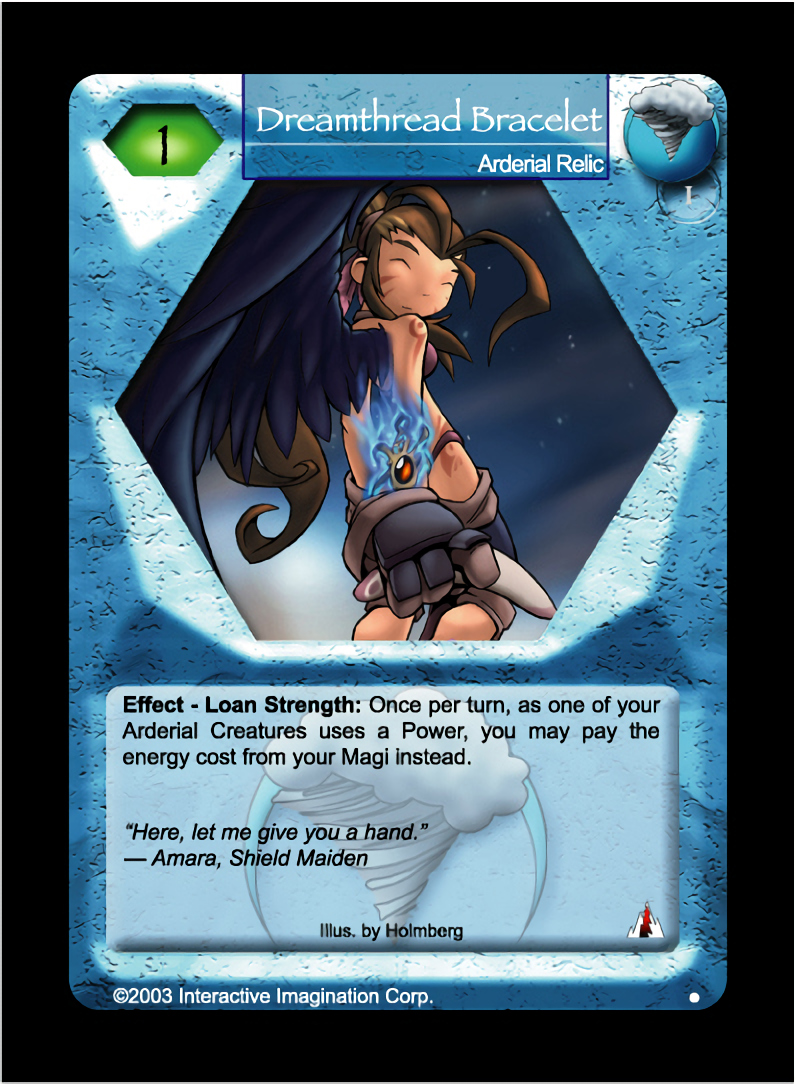 1
Dreamthread Bracelet
Arderial Relic
Effect - Loan Strength: Once per turn, as one of your
Arderial Creatures uses a Power, you may pay the
energy cost from your Magi instead.
“Here, let me give you a hand.”
— Amara, Shield Maiden
Illus. by Holmberg
©2003 Interactive Imagination Corp.